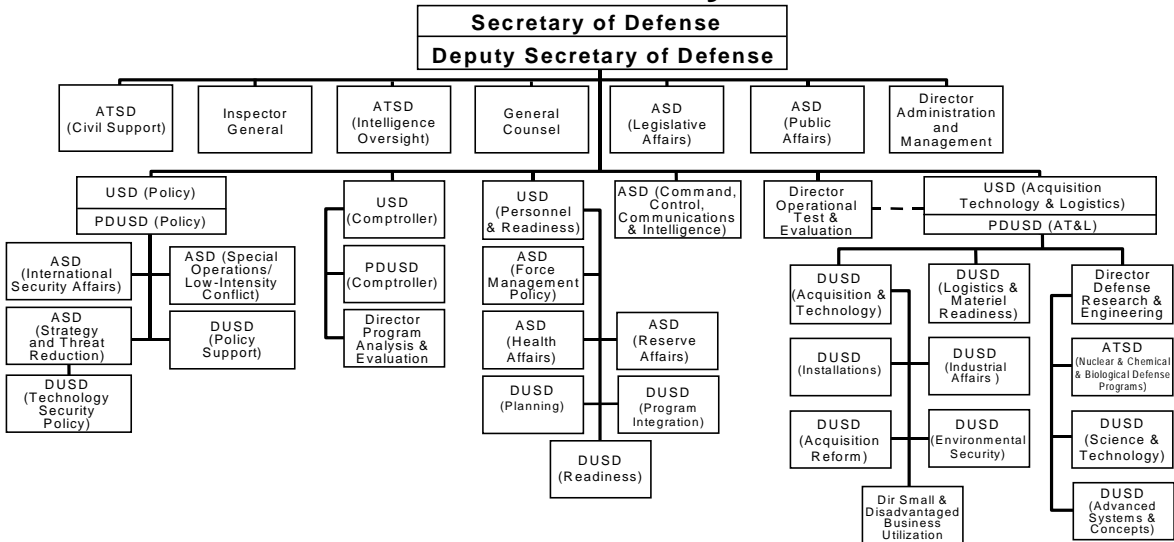 Secretary of Defense
Deputy Secretary of Defense
ATSD
(Civil Support)
Inspector
General
ATSD
(Intelligence
Oversight)
General
Counsel
ASD
(Legislative
Affairs)
ASD
(Public
Affairs)
Director
Administration
and
Management
USD (Policy)
PDUSD (Policy)
USD
(Comptroller)
USD
(Personnel
& Readiness)
ASD (Command,
Control,
Communications
& Intelligence)
Director
Operational
Test &
Evaluation
USD (Acquisition
Technology & Logistics)
PDUSD (AT&L)
ASD
(International
Security Affairs)
ASD (Special
Operations/
Low-Intensity
Conflict)
ASD
(Strategy
and Threat
Reduction)
DUSD
(Policy
Support)
DUSD
(Technology
Security
Policy)
PDUSD
(Comptroller)
Director
Program
Analysis &
Evaluation
ASD
(Force
Management
Policy)
ASD
(Health
Affairs)
ASD
(Reserve
Affairs)
DUSD
(Planning)
DUSD
(Program
Integration)
DUSD
(Readiness)
DUSD
(Acquisition &
Technology)
DUSD
(Logistics &
Materiel
Readiness)
Director
Defense
Research &
Engineering
DUSD
(Installations)
DUSD
(Industrial
Affairs )
ATSD
(Nuclear & Chemical
& Biological Defense
Programs)
DUSD
(Acquisition
Reform)
DUSD
(Environmental
Security)
DUSD
(Science &
Technology)
Dir Small &
Disadvantaged
Business
Utilization
DUSD
(Advanced
Systems &
Concepts)